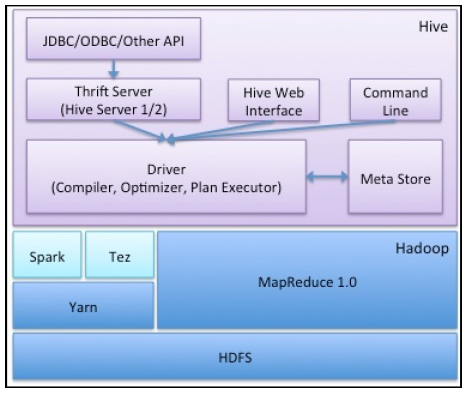 Hive
JDBC/ODBC/Other API
Thrift Server
(Hive Server 1/2)
Hive Web
Interface
Command
Line
Driver
(Compiler, Optimizer, Plan Executor)
Meta Store
Spark
Tez
Hadoop
MapReduce 1.0
Yarn
HDFS